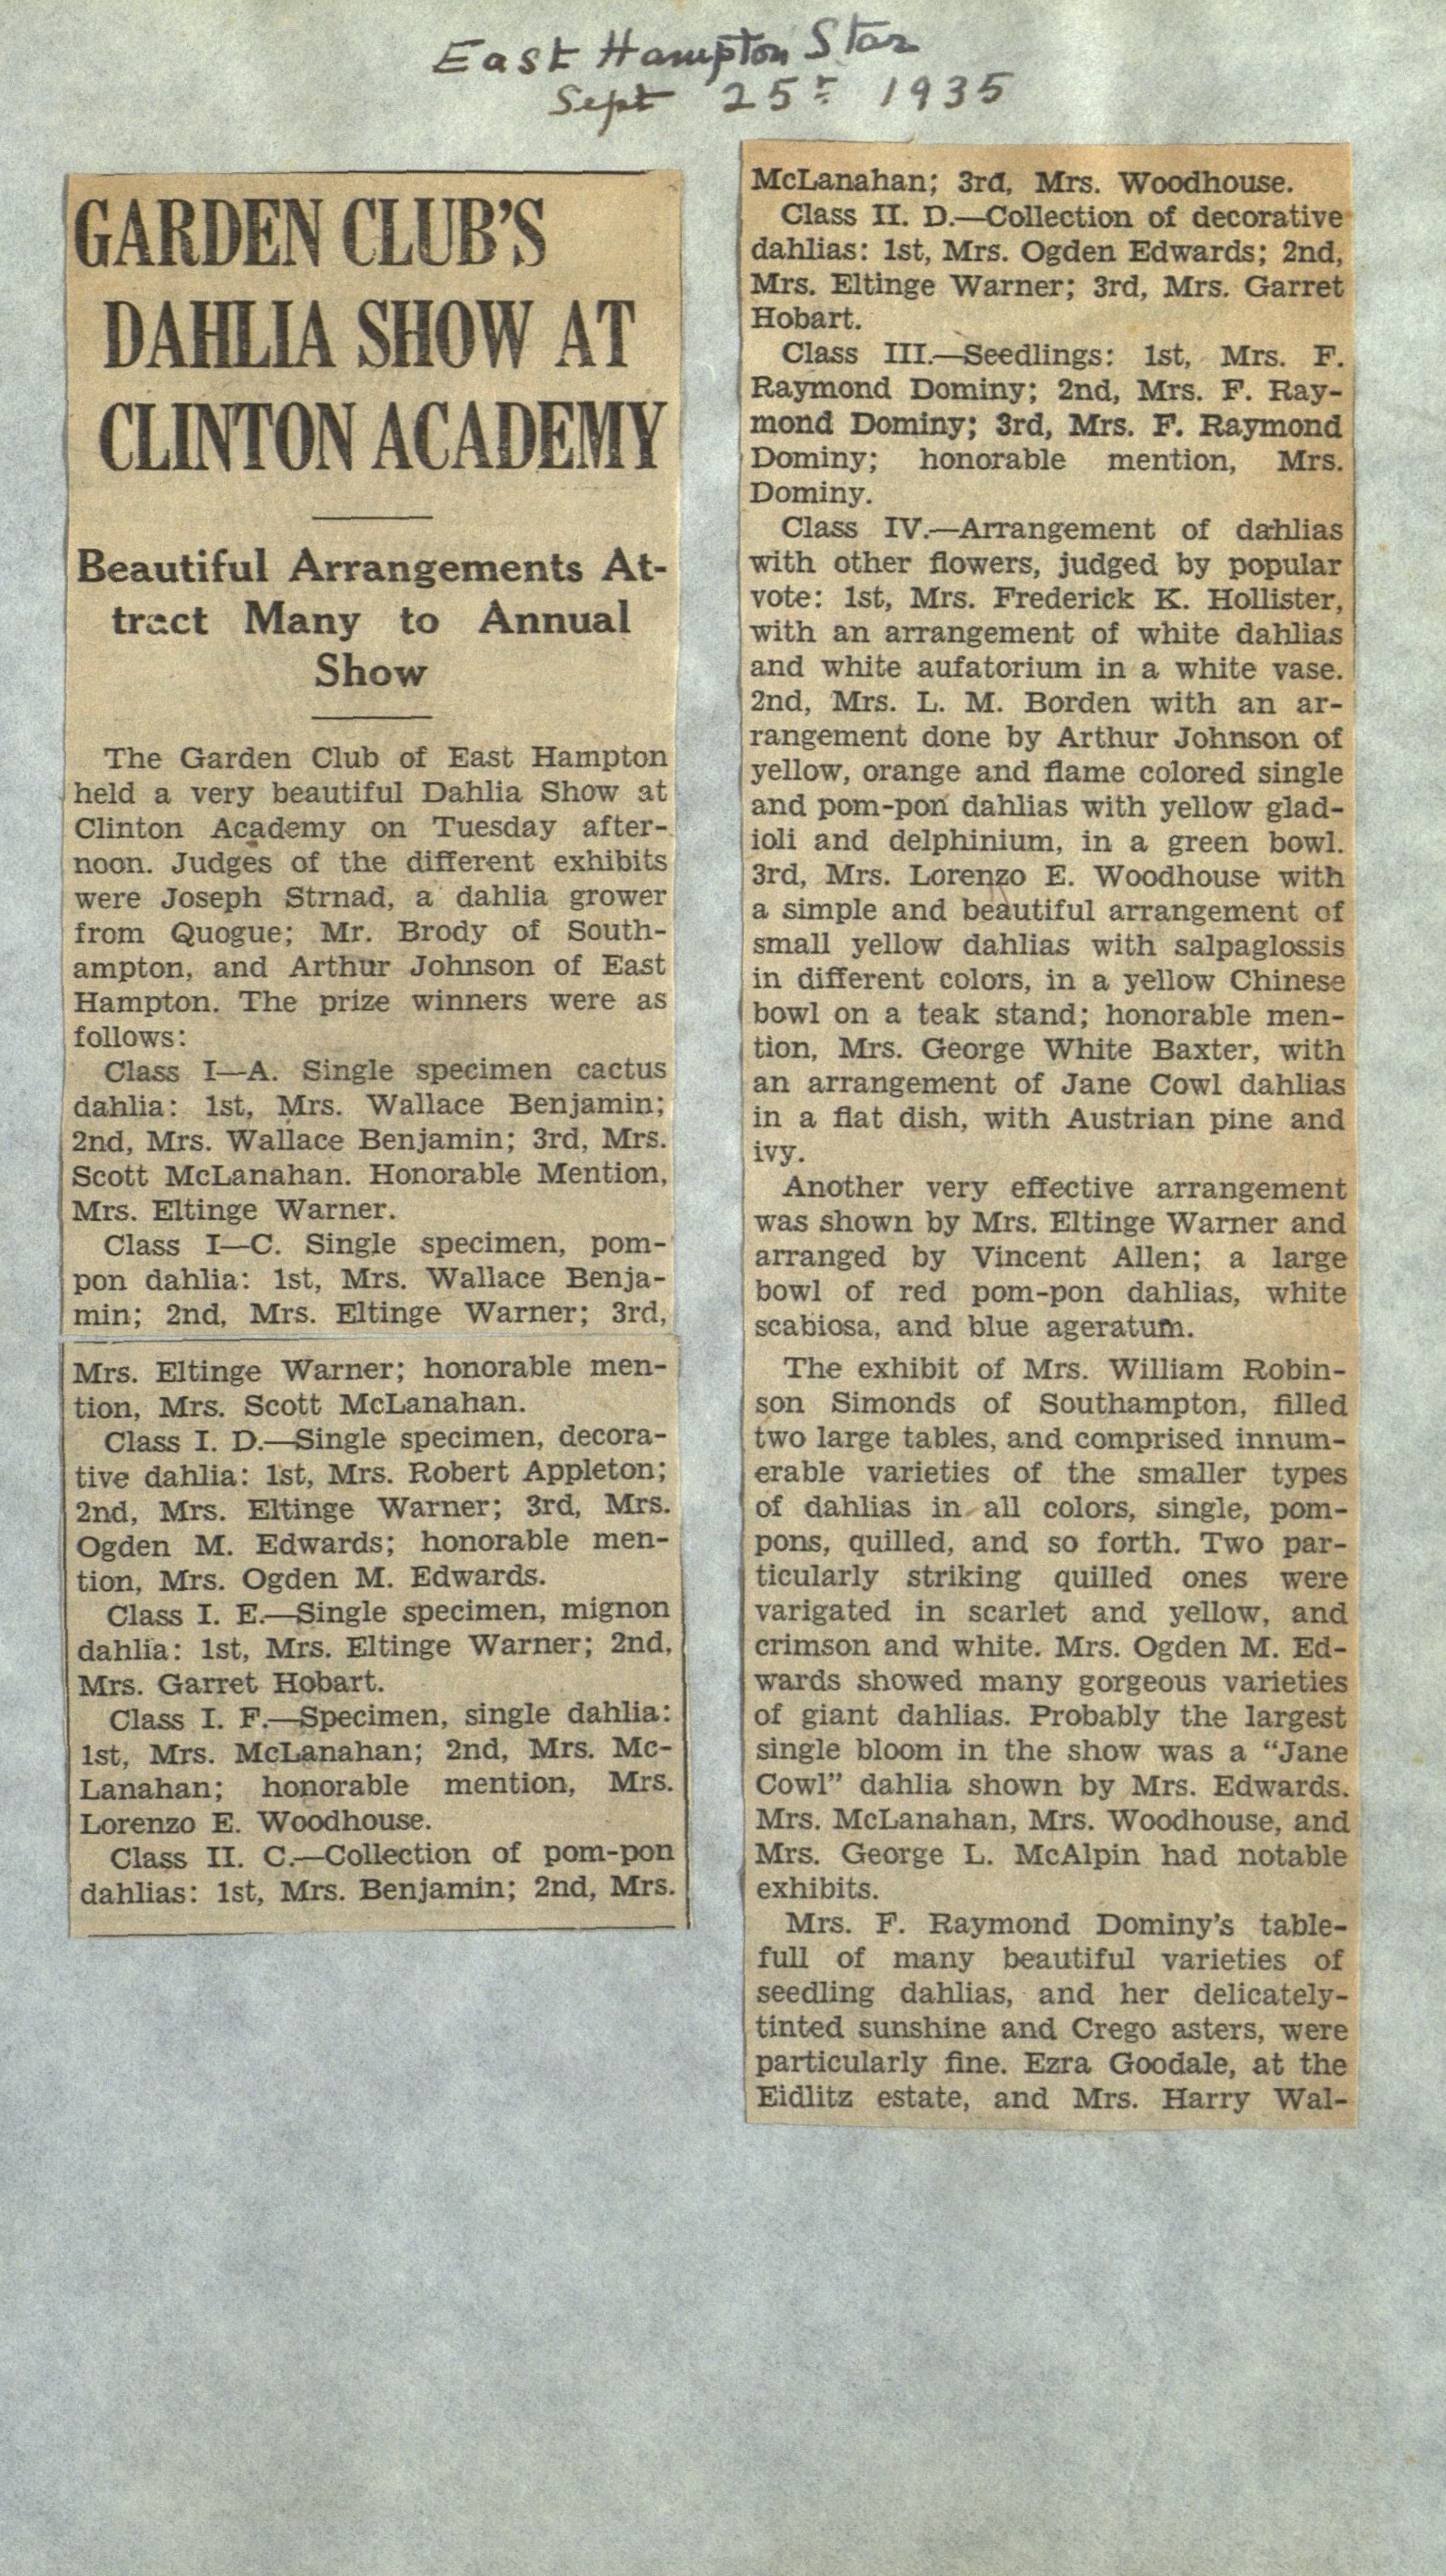 East Hampton Star
Sept 25th 1935
GARDEN CLUB'S
DAHLIA SHOW AT
CLINTON ACADEMY
Beautiful Arrangements At-
tract Many to Annual
Show
The Garden Club of East Hampton
held a very beautiful Dahlia Show at
Clinton Academy on Tuesday after-
noon. Judges of the different exhibits
were Joseph Strnad, a dahlia grower
from Quogue; Mr. Brody of South-
ampton, and Arthur Johnson of East
Hampton. The prize winners were as
follows:
Class I—A. Single specimen cactus
dahlia: 1st, Mrs. Wallace Benjamin;
2nd, Mrs. Wallace Benjamin; 3rd, Mrs.
Scott McLanahan. Honorable Mention,
Mrs. Eltinge Warner.
Class I—C. Single specimen, pom-
pon dahlia: 1st, Mrs. Wallace Benja-
min; 2nd, Mrs. Eltinge Warner; 3rd,
Mrs. Eltinge Warner; honorable men-
tion, Mrs. Scott McLanahan.
Class I. D.—Single specimen, decora-
tive dahlia: 1st, Mrs. Robert Appleton;
2nd, Mrs. Eltinge Warner; 3rd, Mrs.
Ogden M. Edwards; honorable men-
tion, Mrs. Ogden M. Edwards.
Class I. E.—Single specimen, mignon
dahlia: 1st, Mrs. Eltinge Warner; 2nd,
Mrs. Garret Hobart.
Class I. F.—Specimen, single dahlia:
1st, Mrs. McLanahan; 2nd, Mrs. Mc-
Lanahan; honorable mention, Mrs.
Lorenzo E. Woodhouse.
Class II. C.—Collection of pom-pon
dahlias: 1st, Mrs. Benjamin; 2nd, Mrs.
McLanahan; 3rd, Mrs. Woodhouse.
Class II. D.—Collection of decorative
dahlias: 1st, Mrs. Ogden Edwards; 2nd,
Mrs. Eltinge Warner; 3rd, Mrs. Garret
Hobart.
Class III.—Seedlings: 1st, Mrs. F.
Raymond Dominy; 2nd, Mrs. F. Ray-
mond Dominy; 3rd, Mrs. F. Raymond
Dominy; honorable mention, Mrs.
Dominy.
Class IV.—Arrangement of dahlias
with other flowers, judged by popular
vote: 1st, Mrs. Frederick K. Hollister,
with an arrangement of white dahlias
and white aufatorium in a white vase.
2nd, Mrs. L. M. Borden with an ar-
rangement done by Arthur Johnson of
yellow, orange and flame colored single
and pom-pon dahlias with yellow glad-
ioli and delphinium, in a green bowl.
3rd, Mrs. Lorenzo E. Woodhouse with
a simple and beautiful arrangement of
small yellow dahlias with salpaglossis
in different colors, in a yellow Chinese
bowl on a teak stand; honorable men-
tion, Mrs. George White Baxter, with
an arrangement of Jane Cowl dahlias
in a flat dish, with Austrian pine and
ivy.
Another very effective arrangement
was shown by Mrs. Eltinge Warner and
arranged by Vincent Allen; a large
bowl of red pom-pon dahlias, white
scabiosa, and blue ageratum.
The exhibit of Mrs. William Robin-
son Simonds of Southampton, filled
two large tables, and comprised innum-
erable varieties of the smaller types
of dahlias in all colors, single, pom-
pons, quilled, and so forth. Two par-
ticularly striking quilled ones were
varigated in scarlet and yellow, and
crimson and white. Mrs. Ogden M. Ed-
wards showed many gorgeous varieties
of giant dahlias. Probably the largest
single bloom in the show was a “Jane
Cowl” dahlia shown by Mrs. Edwards.
Mrs. McLanahan, Mrs. Woodhouse, and
Mrs. George L. McAlpin had notable
exhibits.
Mrs. F. Raymond Dominy's table-
full of many beautiful varieties of
seedling dahlias, and her delicately-
tinted sunshine and Crego asters, were
particularly fine. Ezra Goodale, at the
Eidlitz estate, and Mrs. Harry Wal-